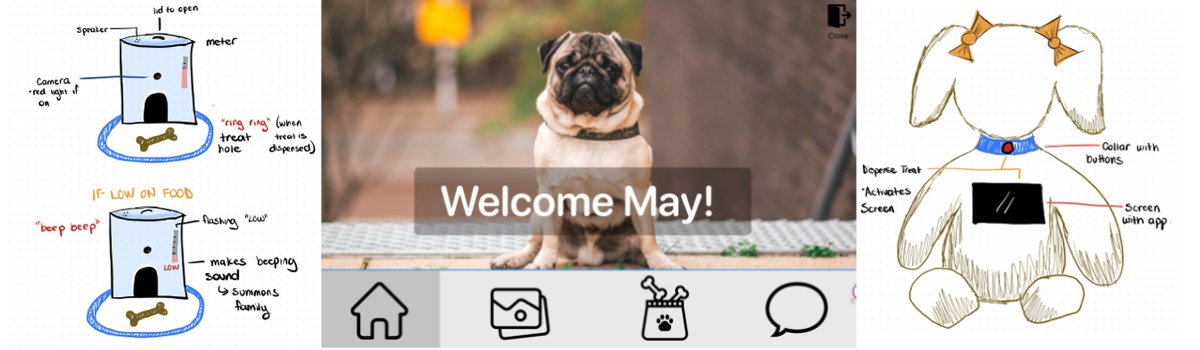 lid to open
Speaker
meter
Camera
•red light if
on
"ring ring" (when
treat treat is
hole dispensed)
IF LOW ON FOOD
"beep beep"
flashing "LOW"
LOW
makes beeping
sound
↳ summons
family
Close
Welcome May!
Collar with
buttons
Dispense Treat
•Activates
Screen
Screen
with app